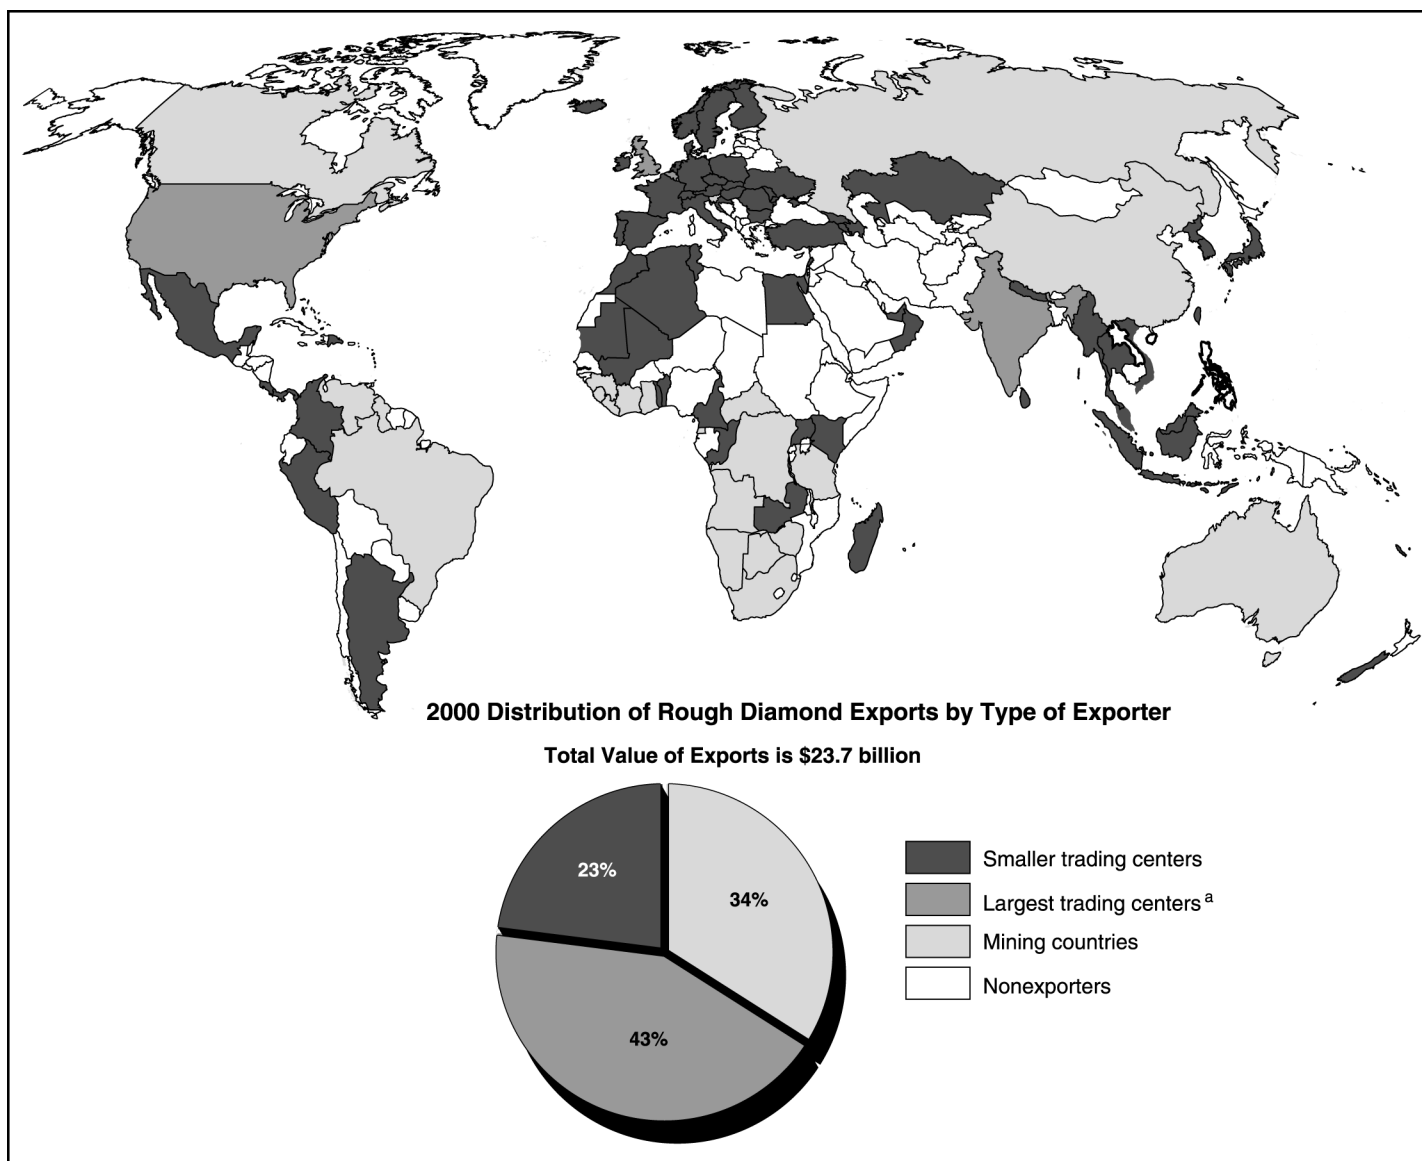 2000 Distribution of Rough Diamond Exports by Type of Exporter
Total Value of Exports is $23.7 billion
23%
34%
43%
Smaller trading centers
Largest trading centers a
Mining countries
Nonexporters